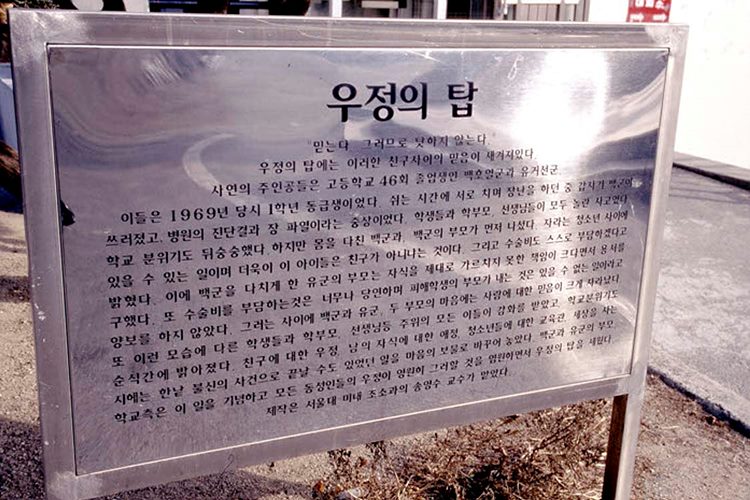 우정의 탑
"믿는다. 그러므로 탓하지 않는다."
우정의 탑에는 이러한 친구사이의 믿음이 새겨져있다.
사연의 주인공들은 고등학교 46회 졸업생인 백호열군과 유거선군.
이들은 1969년 당시 1학년 동급생이었다. 쉬는 시간에 서로 치며 장난을 하던 중 갑자기 백군이
쓰러졌고, 병원의 진단결과 장 파열이라는 중상이었다. 학생들과 학부모, 선생님들이 모두 놀란 사고였다.
학교 분위기도 뒤숭숭했다. 하지만 몸을 다친 백군과, 백군의 부모가 먼저 나섰다. 자라는 청소년 사이에
있을 수 있는 일이며 더욱이 이 아이들은 친구가 아니냐는 것이다. 그리고 수술비도 스스로 부담하겠다고
밝혔다. 이에 백군을 다치게 한 유군의 부모는 자식을 제대로 가르치지 못한 책임이 크다면서 용서를
구했다. 또 수술비를 부담하는것은 너무나 당연하며 피해학생의 부모가 내는 것은 있을 수 없는일이라고
양보를 하지 않았다. 그러는 사이에 백군과 유군, 두 부모의 마음에는 사람에 대한 믿음이 크게 자라났다.
또 이런 모습에 다른 학생들과 학부모, 선생님등 주위의 모든 이들이 감화를 받았고, 학교분위기도
순식간에 밝아졌다. 친구에 대한 우정, 남의 자식에 대한 애정, 청소년들에 대한 교육관, 세상을 사는
지혜는 한낱 불신의 사건으로 끝날 수도 있었던 일을 마음의 보물로 바꾸어 놓았다. 백군과 유군의 부모,
학교측은 이 일을 기념하고 모든 동성인들의 우정이 영원히 그러할 것을 염원하면서 우정의 탑을 세웠다.
제작은 서울대 미대 조소과의 송영수 교수가 맡았다.